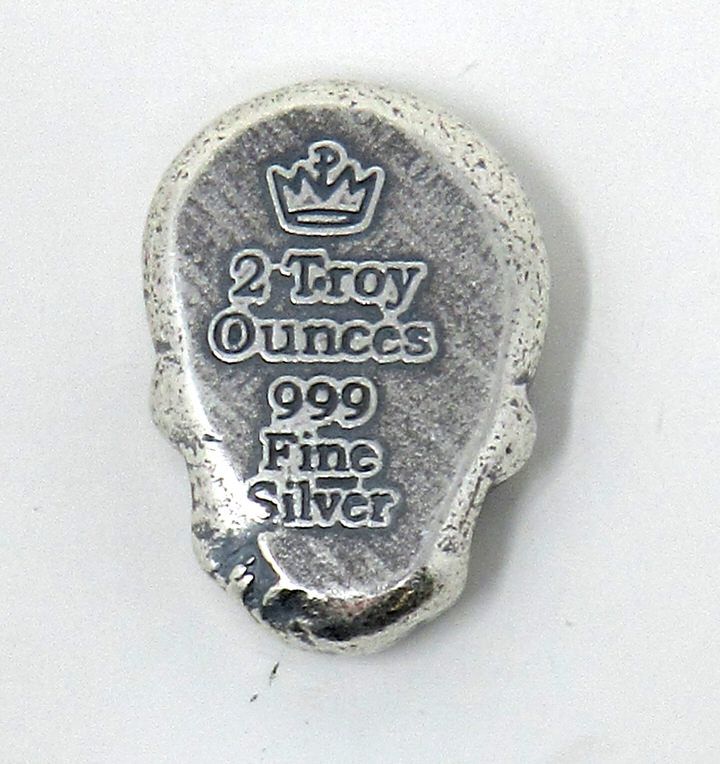 P
2 Troy
Ounces
999
Fine
Silver